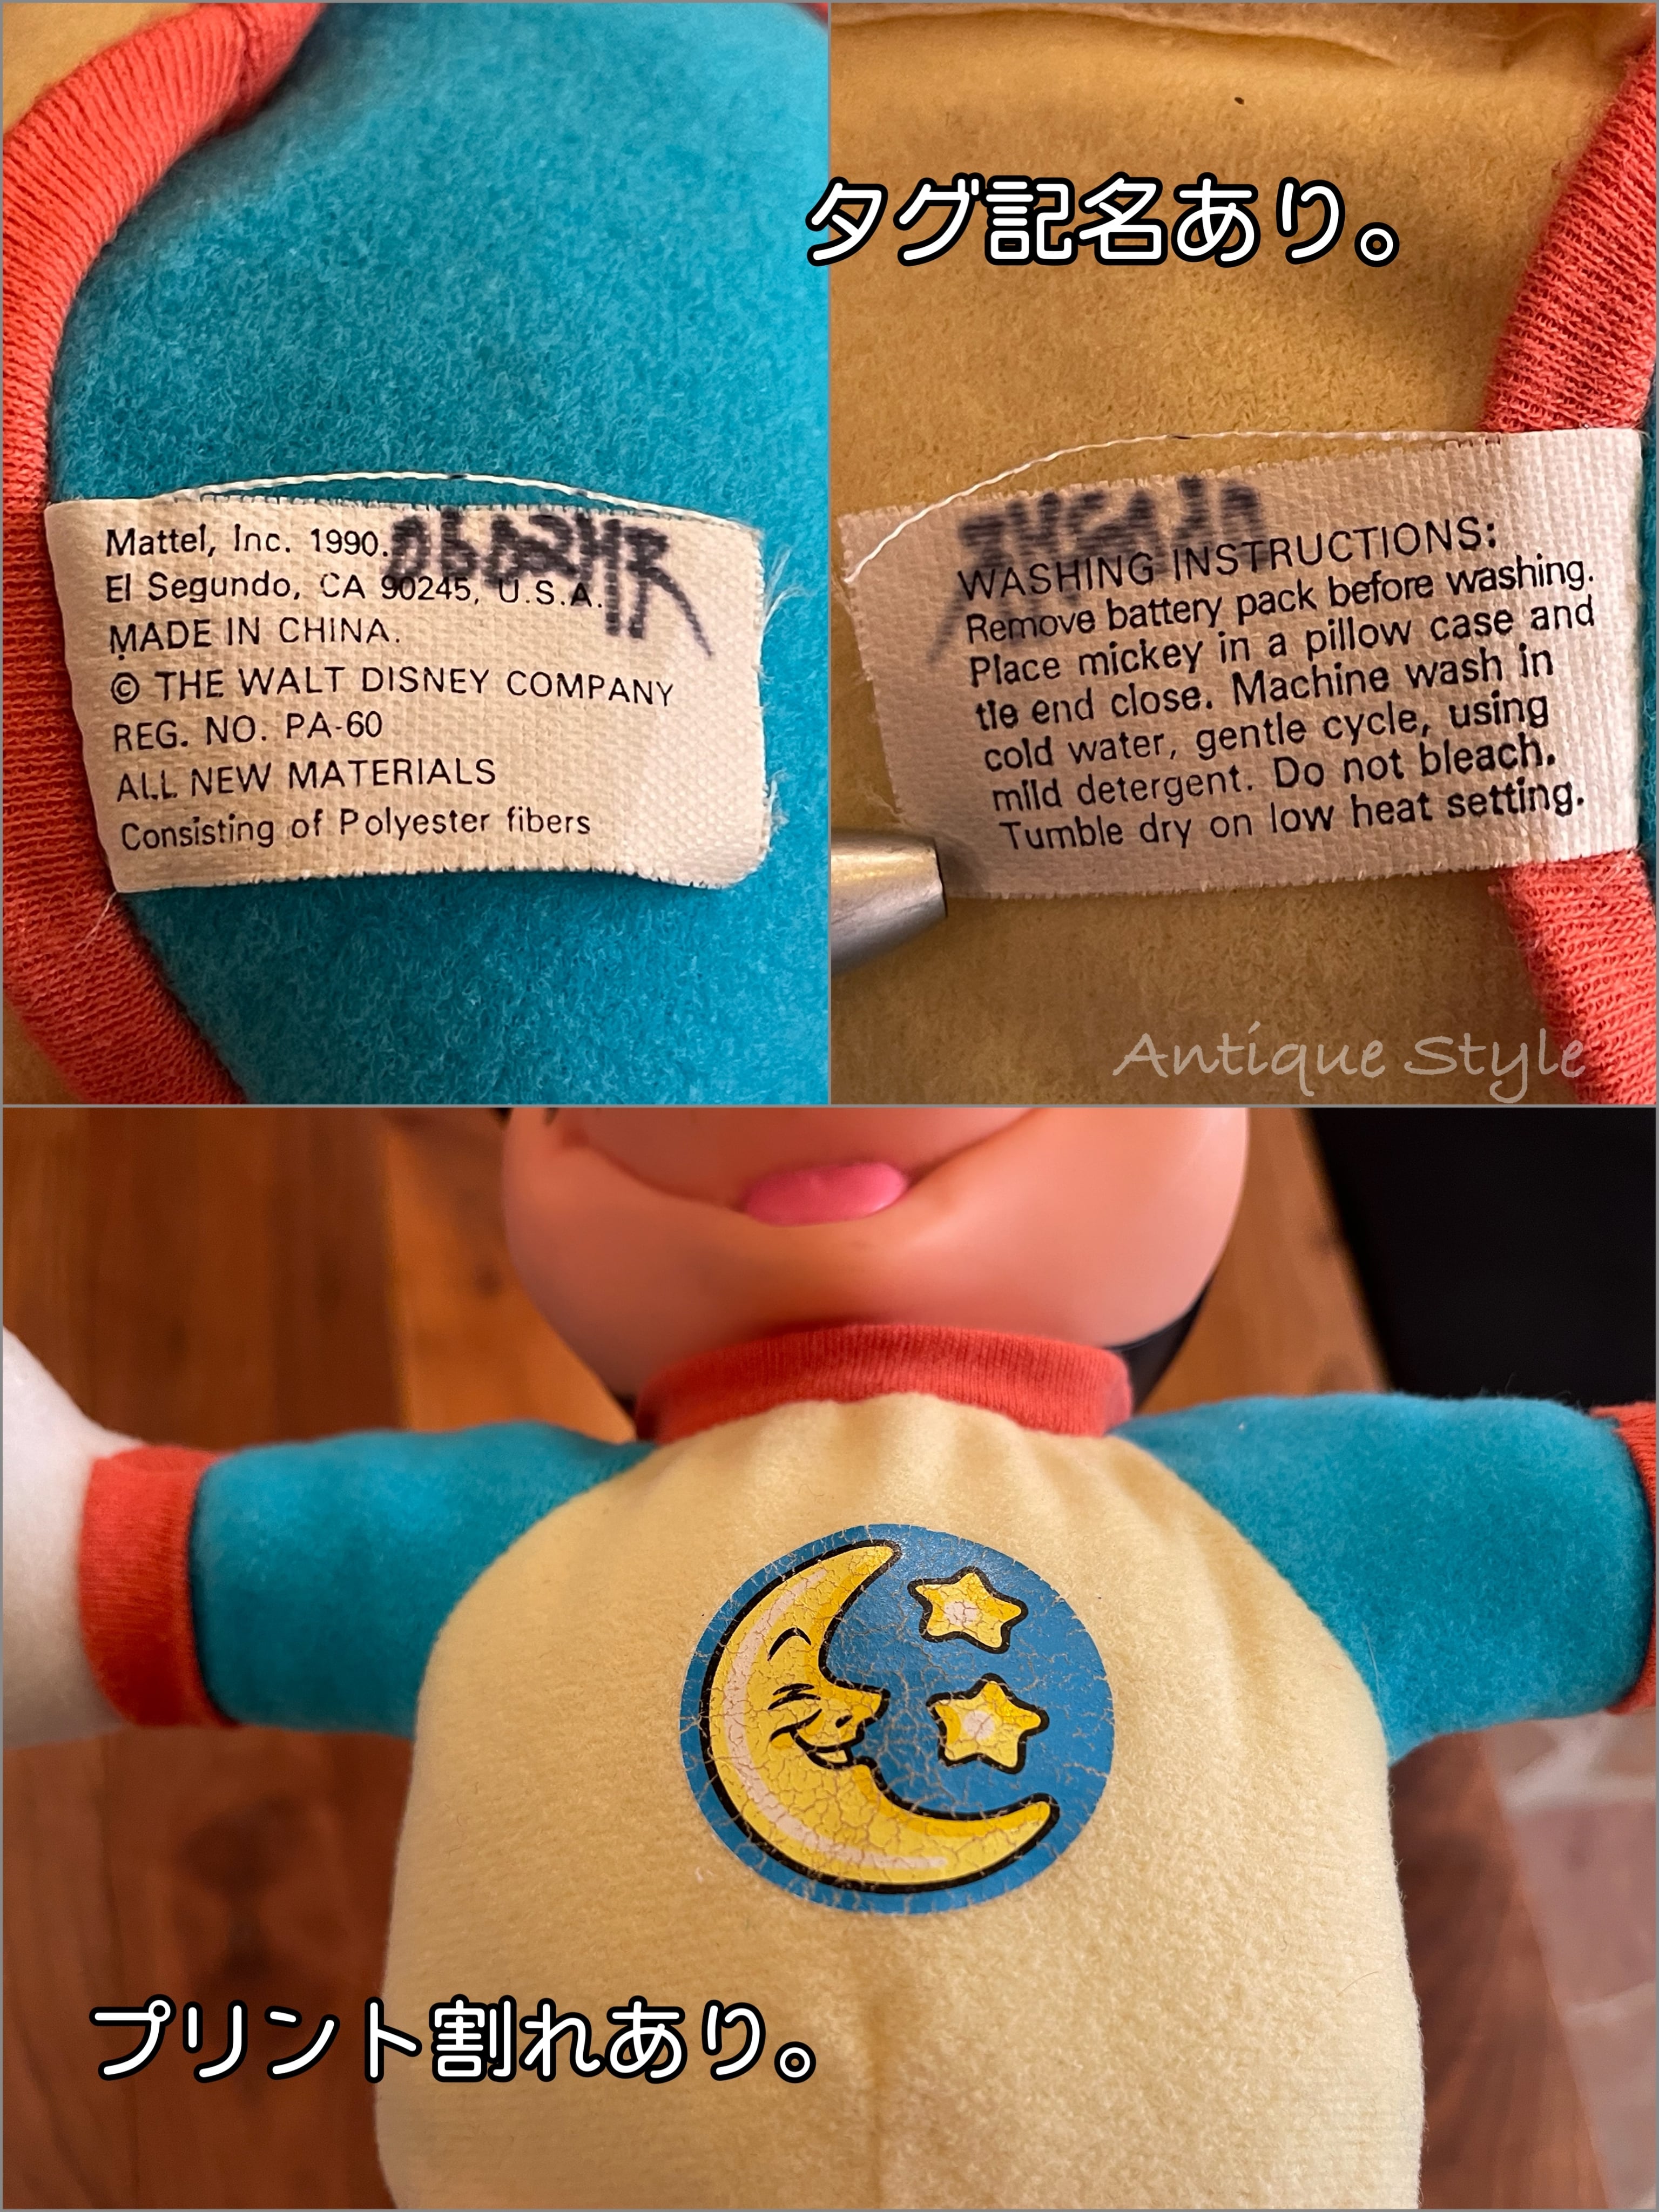 タグ記名あり。
Mattel, Inc. 1990.
El Segundo, CA 90245, U.S.A.
MADE IN CHINA.
© THE WALT DISNEY COMPANY
REG. NO. PA-60
ALL NEW MATERIALS
Consisting of Polyester fibers
WASHING INSTRUCTIONS:
Remove battery pack before washing.
Place mickey in a pillow case and
tie end close. Machine wash in
cold water, gentle cycle, using
mild detergent. Do not bleach.
Tumble dry on low heat setting.
Antique Style
プリント割れあり。